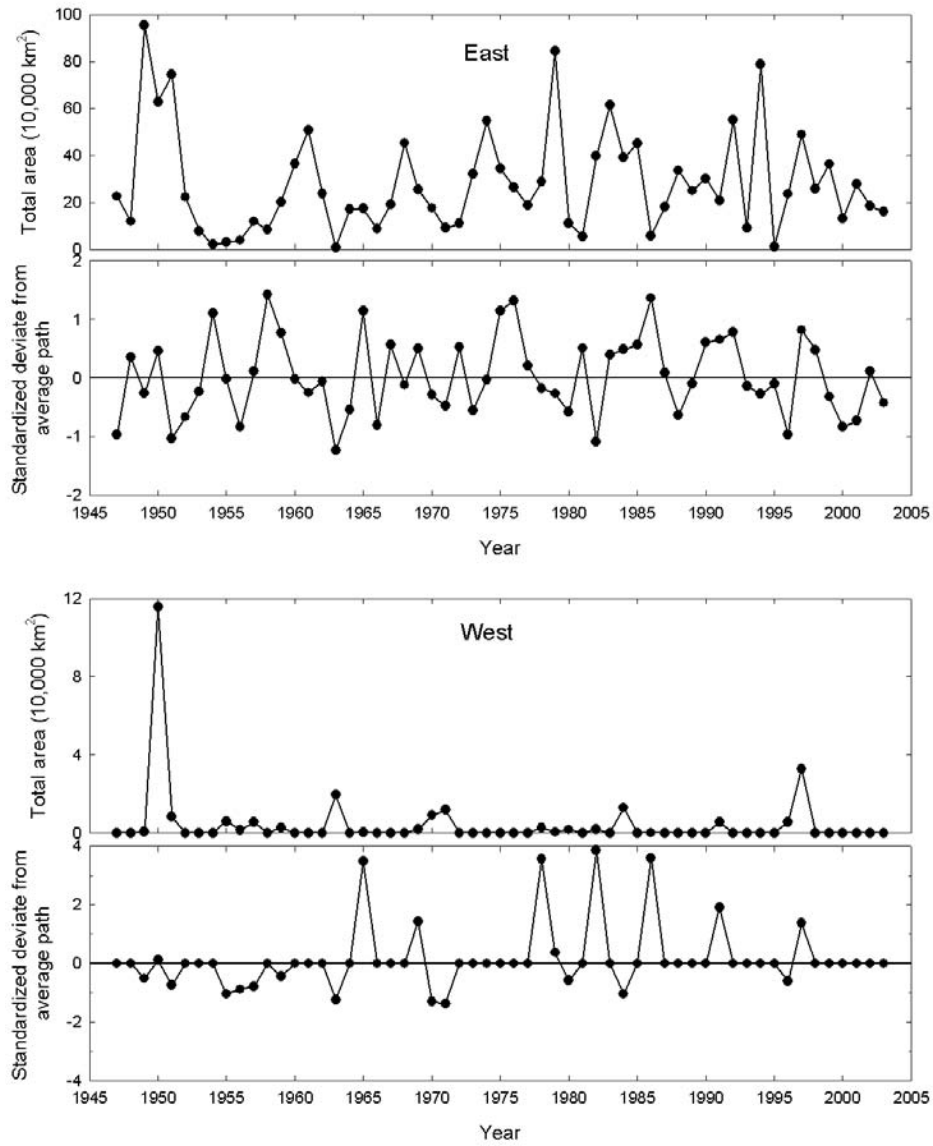 100
80
60
40
20
0
Total area (10,000 km²)
East
2
1
0
-1
-2
Standardized deviate from
average path
1945 1950 1955 1960 1965 1970 1975 1980 1985 1990 1995 2000 2005
Year
12
8
4
0
Total area (10,000 km²)
West
4
2
0
-2
-4
Standardized deviate from
average path
1945 1950 1955 1960 1965 1970 1975 1980 1985 1990 1995 2000 2005
Year